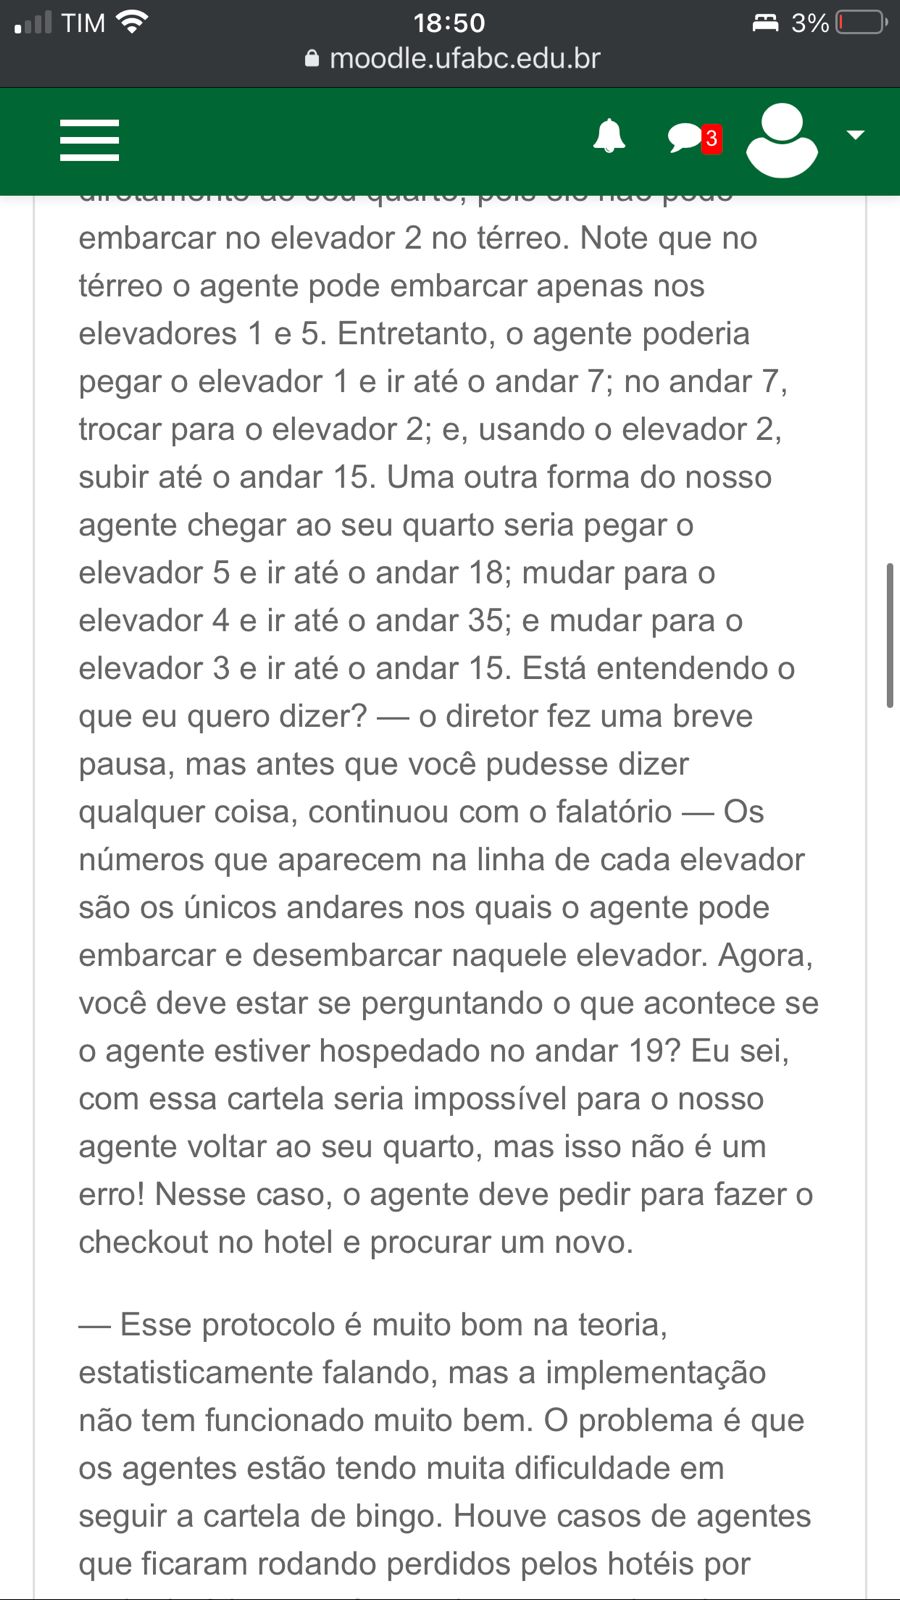 TIM 18:50 3%
moodle.ufabc.edu.br
3
diretamente ao seu quarto, pois ele não pode
embarcar no elevador 2 no térreo. Note que no
térreo o agente pode embarcar apenas nos
elevadores 1 e 5. Entretanto, o agente poderia
pegar o elevador 1 e ir até o andar 7; no andar 7,
trocar para o elevador 2; e, usando o elevador 2,
subir até o andar 15. Uma outra forma do nosso
agente chegar ao seu quarto seria pegar o
elevador 5 e ir até o andar 18; mudar para o
elevador 4 e ir até o andar 35; e mudar para o
elevador 3 e ir até o andar 15. Está entendendo o
que eu quero dizer? — o diretor fez uma breve
pausa, mas antes que você pudesse dizer
qualquer coisa, continuou com o falatório — Os
números que aparecem na linha de cada elevador
são os únicos andares nos quais o agente pode
embarcar e desembarcar naquele elevador. Agora,
você deve estar se perguntando o que acontece se
o agente estiver hospedado no andar 19? Eu sei,
com essa cartela seria impossível para o nosso
agente voltar ao seu quarto, mas isso não é um
erro! Nesse caso, o agente deve pedir para fazer o
checkout no hotel e procurar um novo.
— Esse protocolo é muito bom na teoria,
estatisticamente falando, mas a implementação
não tem funcionado muito bem. O problema é que
os agentes estão tendo muita dificuldade em
seguir a cartela de bingo. Houve casos de agentes
que ficaram rodando perdidos pelos hotéis por